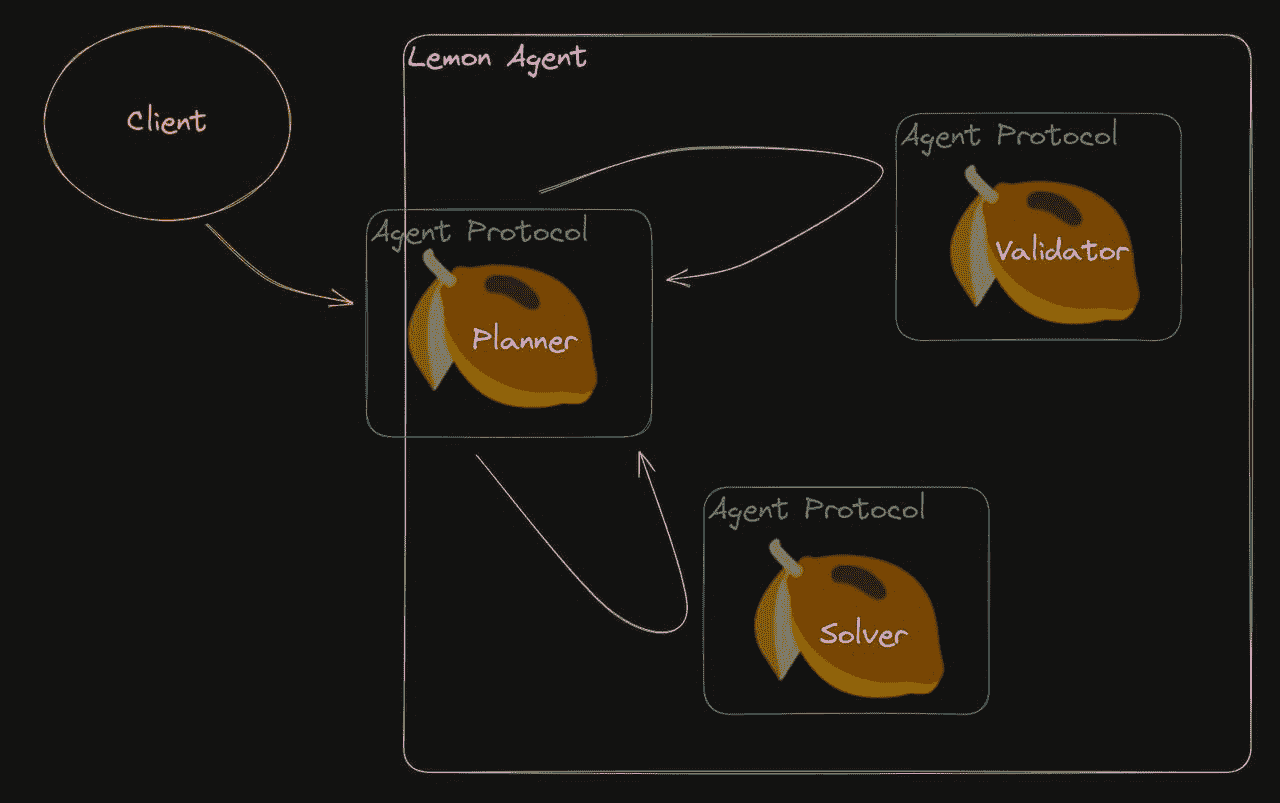 Lemon Agent
Client
Agent Protocol
Validator
Agent Protocol
Planner
Agent Protocol
Solver